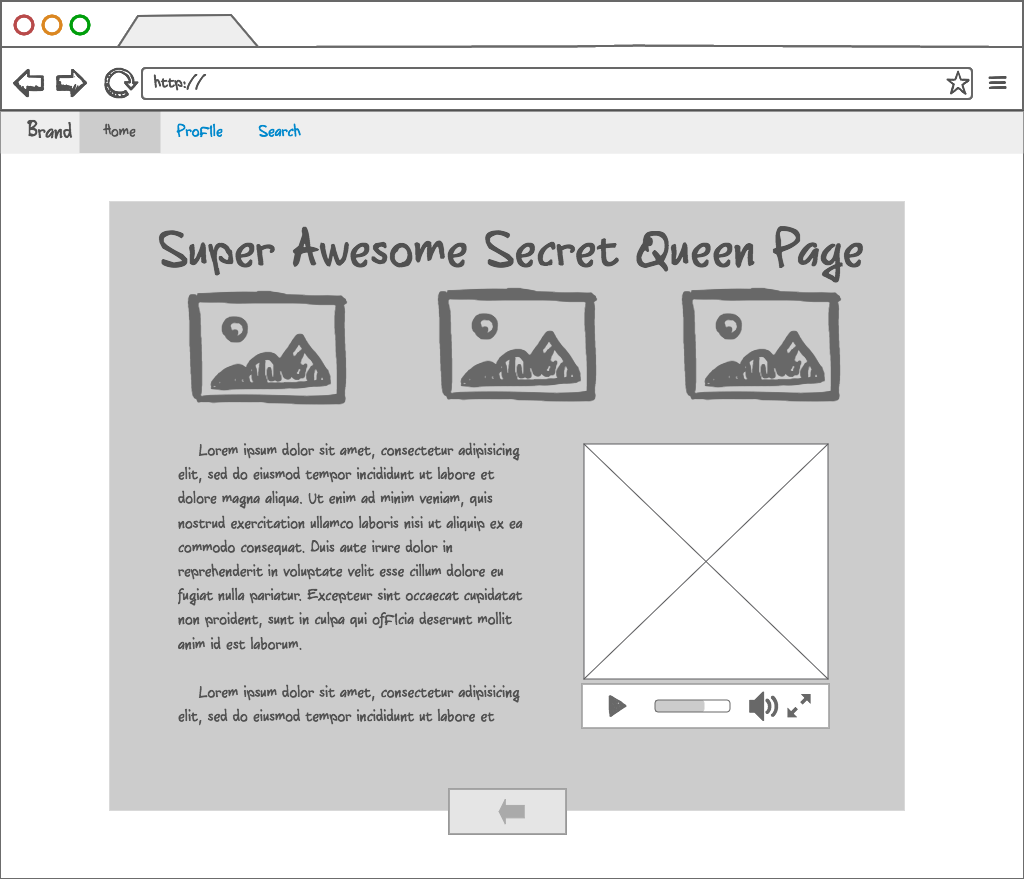 http://
Brand Home Profile Search
Super Awesome Secret Queen Page
Lorem ipsum dolor sit amet, consectetur adipisicing
elit, sed do eiusmod tempor incididunt ut labore et
dolore magna aliqua. Ut enim ad minim veniam, quis
nostrud exercitation ullamco laboris nisi ut aliquip ex ea
commodo consequat. Duis aute irure dolor in
reprehenderit in voluptate velit esse cillum dolore eu
fugiat nulla pariatur. Excepteur sint occaecat cupidatat
non proident, sunt in culpa qui officia deserunt mollit
anim id est laborum.
Lorem ipsum dolor sit amet, consectetur adipisicing
elit, sed do eiusmod tempor incididunt ut labore et